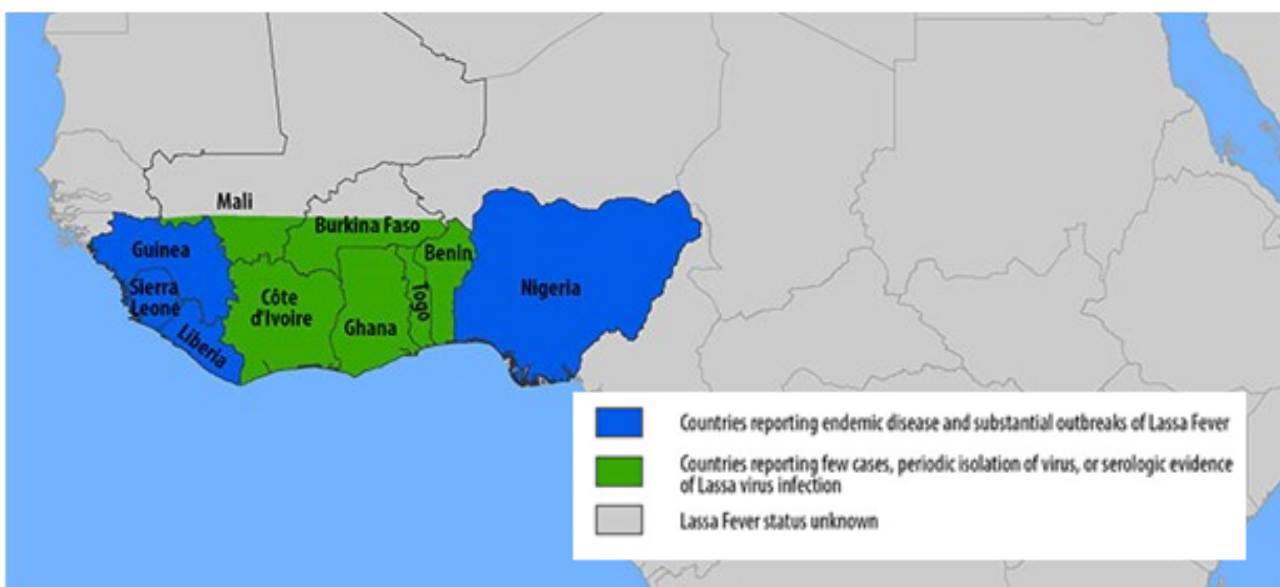 Mali
Burkina Faso
Guinea
Benin
Sierra
Leone
Côte
d'Ivoire
Togo
Nigeria
Ghana
Liberia
Countries reporting endemic disease and substantial outbreaks of Lassa Fever
Countries reporting few cases, periodic isolation of virus, or serologic evidence
of Lassa virus infection
Lassa Fever status unknown